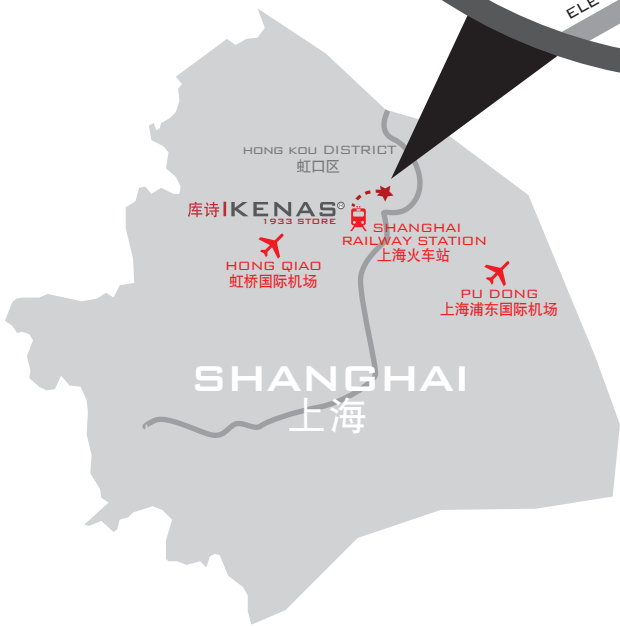 ELE
HONG KOU DISTRICT
虹口区
库诗IKENAS®
1933 STORE
SHANGHAI
RAILWAY STATION
上海火车站
HONG QIAO
虹桥国际机场
PU DONG
上海浦东国际机场
SHANGHAI
上海